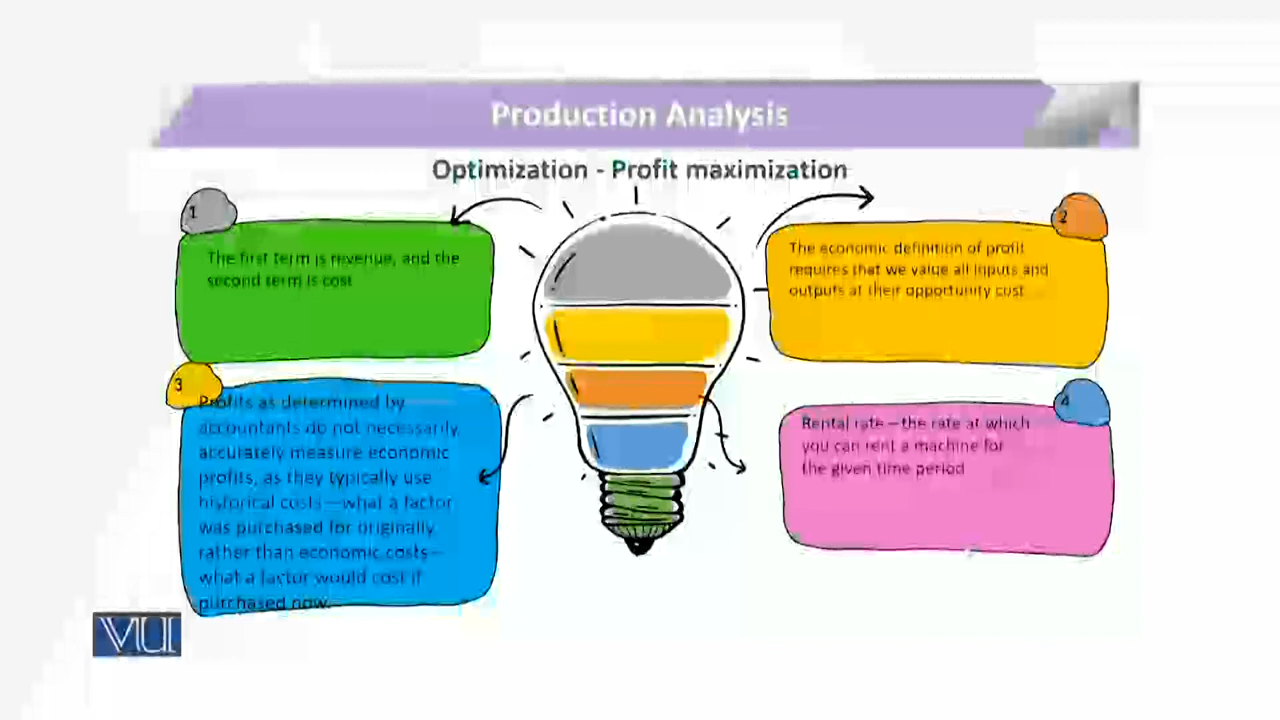 Production Analysis
Optimization - Profit maximization
1
The first term is revenue, and the
second term is cost
2
The economic definition of profit
requires that we value all inputs and
outputs at their opportunity cost
3
Profits as determined by
accountants do not necessarily
accurately measure economic
profits, as they typically use
historical costs—what a factor
was purchased for originally
rather than economic costs—
what a factor would cost if
purchased now.
4
Rental rate – the rate at which
you can rent a machine for
the given time period
VU